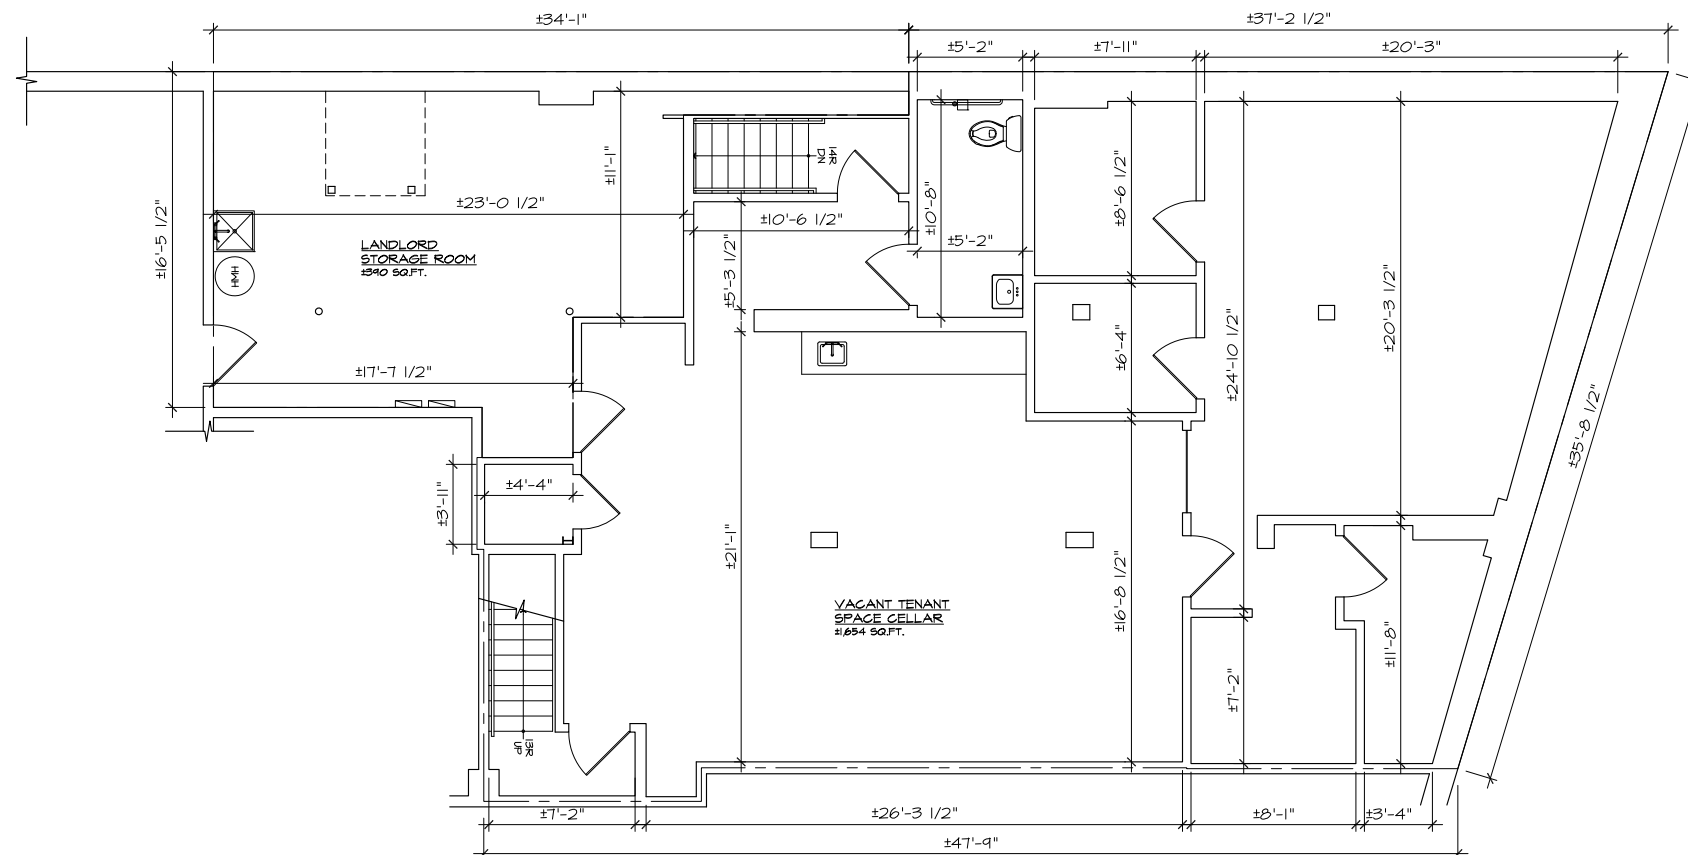 ±34'-1"
±37'-2 1/2"
±5'-2"
±7'-11"
±20'-3"
±16'-5 1/2"
±11'-1"
14R
DN
±23'-0 1/2"
±10'-6 1/2"
±10'-8"
±8'-6 1/2"
±5'-2"
LANDLORD
STORAGE ROOM
±390 SQ.FT.
HWH
±5'-3 1/2"
±6'-4"
±24'-10 1/2"
±20'-3 1/2"
±17'-7 1/2"
±35'-8 1/2"
±4'-4"
±3'-11"
±21'-1"
±16'-8 1/2"
VACANT TENANT
SPACE CELLAR
±1,654 SQ.FT.
±11'-8"
±7'-2"
13R
UP
±7'-2"
±26'-3 1/2"
±8'-1"
±3'-4"
±47'-9"